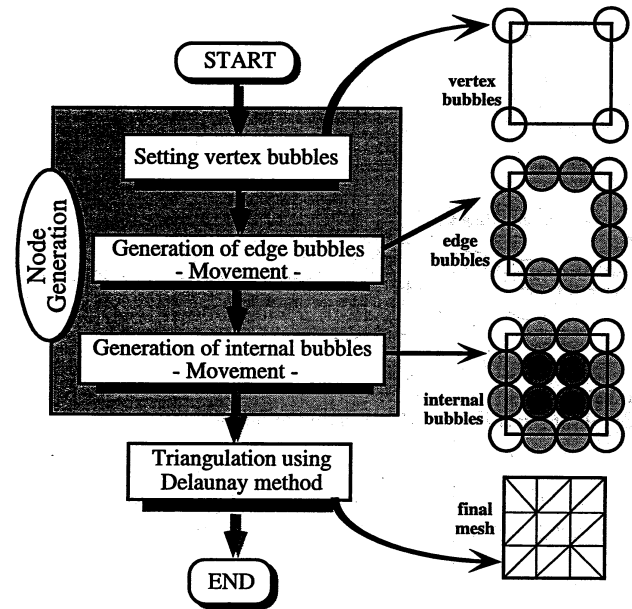 START
vertex
bubbles
Setting vertex bubbles
Node
Generation
Generation of edge bubbles
- Movement -
edge
bubbles
Generation of internal bubbles
- Movement -
internal
bubbles
Triangulation using
Delaunay method
final
mesh
END